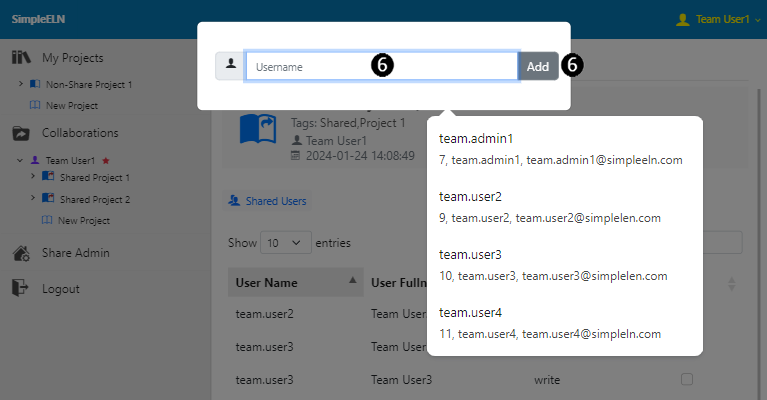 SimpleELN
Team User1
My Projects
Non-Share Project 1
New Project
Collaborations
Team User1
Shared Project 1
Shared Project 2
New Project
Share Admin
Logout
Username
6
Add
6
Tags: Shared,Project 1
Team User1
2024-01-24 14:08:49
Shared Users
Show 10 entries
User Name
User Fulln
team.user2
Team User
team.user3
Team User
team.user3
Team User3
write
team.admin1
7, team.admin1, team.admin1@simpleeln.com
team.user2
9, team.user2, team.user2@simplelen.com
team.user3
10, team.user3, team.user3@simplelen.com
team.user4
11, team.user4, team.user4@simpleln.com